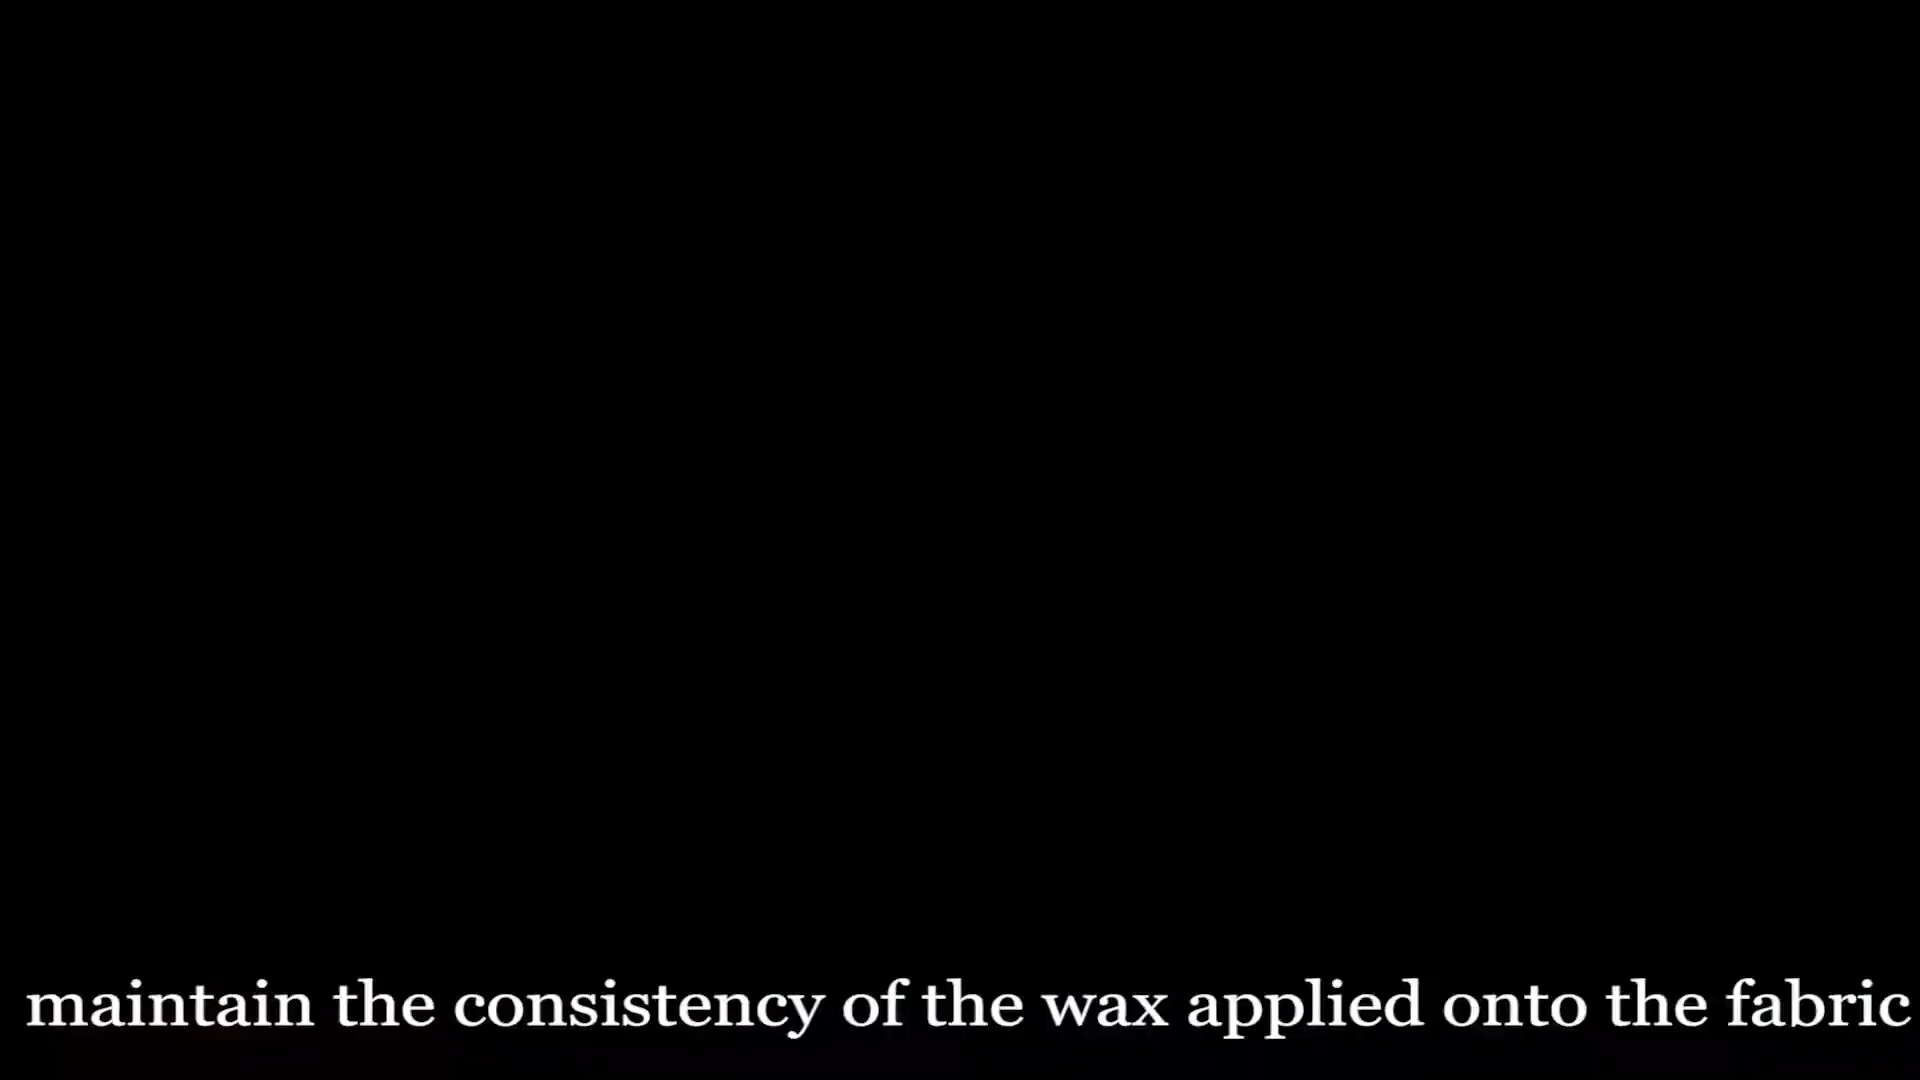 maintain the consistency of the wax applied onto the fabric